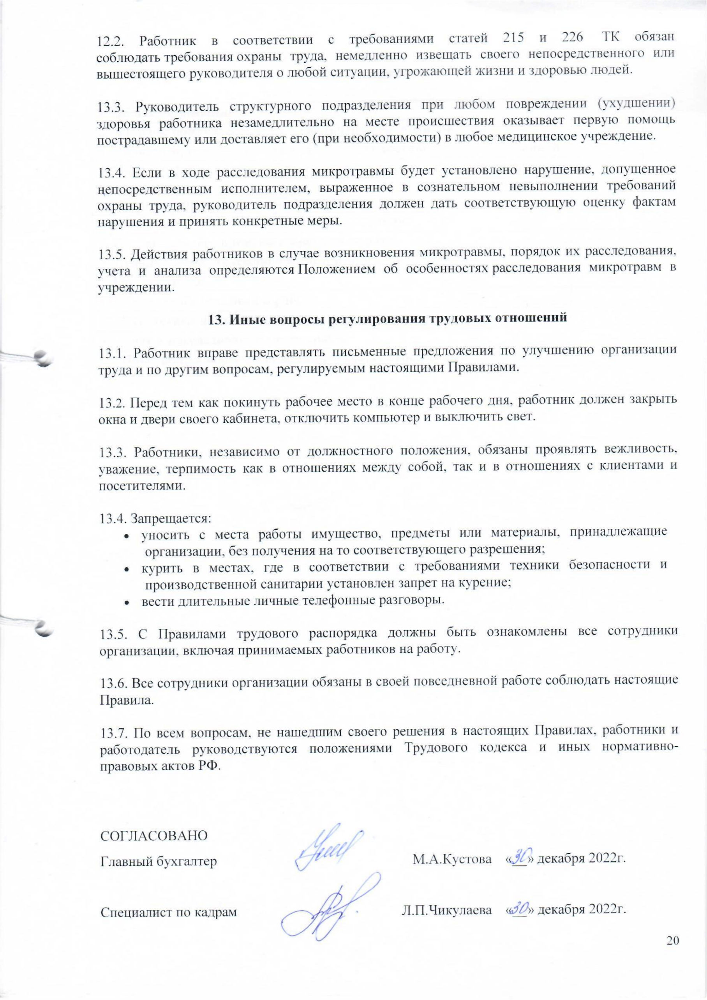 12.2. Работник в соответствии с требованиями статей 215 и 226 ТК обязан
соблюдать требования охраны труда, немедленно извещать своего непосредственного или
вышестоящего руководителя о любой ситуации, угрожающей жизни и здоровью людей.
13.3. Руководитель структурного подразделения при любом повреждении (ухудшении)
здоровья работника незамедлительно на месте происшествия оказывает первую помощь
пострадавшему или доставляет его (при необходимости) в любое медицинское учреждение.
13.4. Если в ходе расследования микротравмы будет установлено нарушение, допущенное
непосредственным исполнителем, выраженное в сознательном невыполнении требований
охраны труда, руководитель подразделения должен дать соответствующую оценку фактам
нарушения и принять конкретные меры.
13.5. Действия работников в случае возникновения микротравмы, порядок их расследования,
учета и анализа определяются Положением об особенностях расследования микротравм в
учреждении.
13. Иные вопросы регулирования трудовых отношений
13.1. Работник вправе представлять письменные предложения по улучшению организации
труда и по другим вопросам, регулируемым настоящими Правилами.
13.2. Перед тем как покинуть рабочее место в конце рабочего дня, работник должен закрыть
окна и двери своего кабинета, отключить компьютер и выключить свет.
13.3. Работники, независимо от должностного положения, обязаны проявлять вежливость,
уважение, терпимость как в отношениях между собой, так и в отношениях с клиентами и
посетителями.
13.4. Запрещается:
• уносить с места работы имущество, предметы или материалы, принадлежащие
организации, без получения на то соответствующего разрешения;
• курить в местах, где в соответствии с требованиями техники безопасности и
производственной санитарии установлен запрет на курение;
• вести длительные личные телефонные разговоры.
13.5. С Правилами трудового распорядка должны быть ознакомлены все сотрудники
организации, включая принимаемых работников на работу.
13.6. Все сотрудники организации обязаны в своей повседневной работе соблюдать настоящие
Правила.
13.7. По всем вопросам, не нашедшим своего решения в настоящих Правилах, работники и
работодатель руководствуются положениями Трудового кодекса и иных нормативно-
правовых актов РФ.
СОГЛАСОВАНО
Главный бухгалтер М.А.Кустова «30» декабря 2022г.
Специалист по кадрам Л.П.Чикулаева «30» декабря 2022г.
20